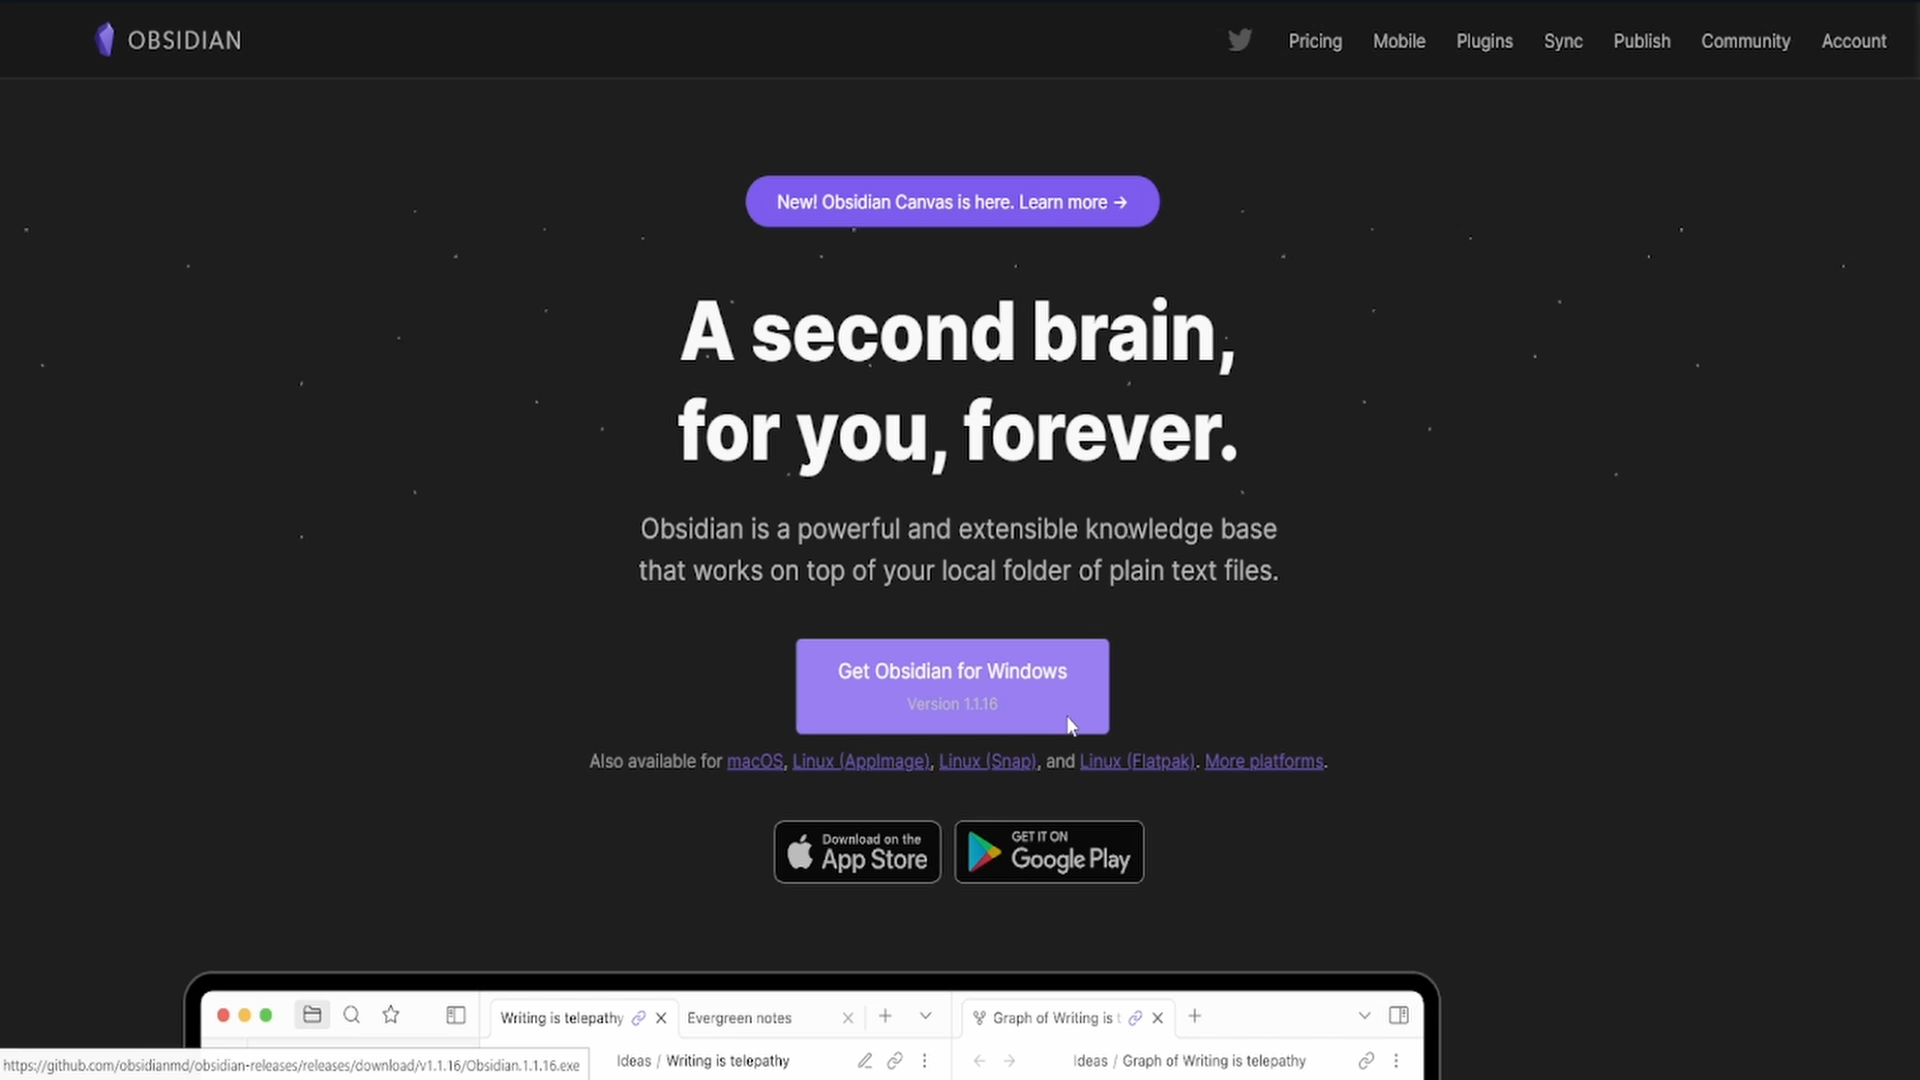 OBSIDIAN
Pricing Mobile Plugins Sync Publish Community Account
New! Obsidian Canvas is here. Learn more →
A second brain,
for you, forever.
Obsidian is a powerful and extensible knowledge base
that works on top of your local folder of plain text files.
Get Obsidian for Windows
Version 1.1.16
Also available for macOS, Linux (AppImage), Linux (Snap), and Linux (Flatpak). More platforms.
Download on the
App Store
GET IT ON
Google Play
Writing is telepathy Evergreen notes Graph of Writing is t
Ideas / Writing is telepathy Ideas / Graph of Writing is telepathy
https://github.com/obsidianmd/obsidian-releases/releases/download/v1.1.16/Obsidian.1.1.16.exe